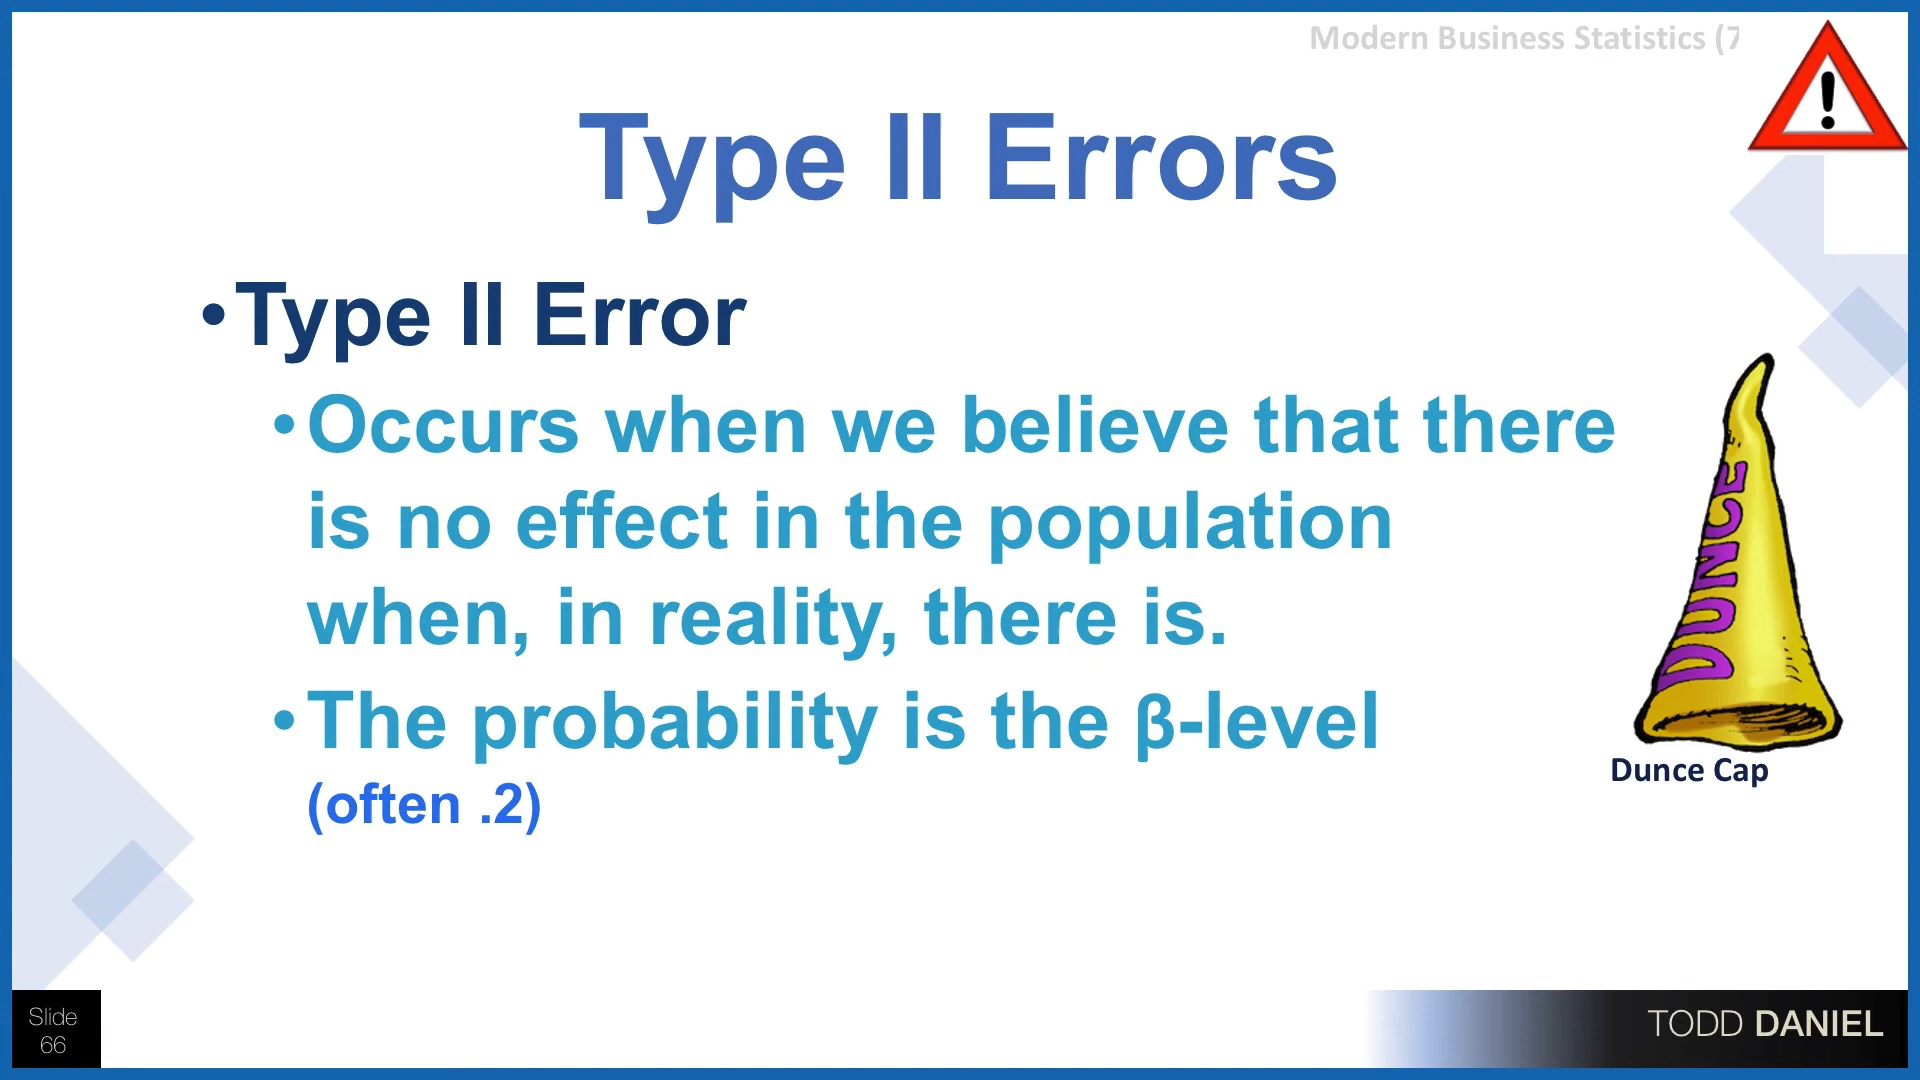 Modern Business Statistics (7
Type II Errors
•Type II Error
•Occurs when we believe that there
is no effect in the population
when, in reality, there is.
•The probability is the β-level
(often .2)
DUNCE
Dunce Cap
Slide
66
TODD DANIEL